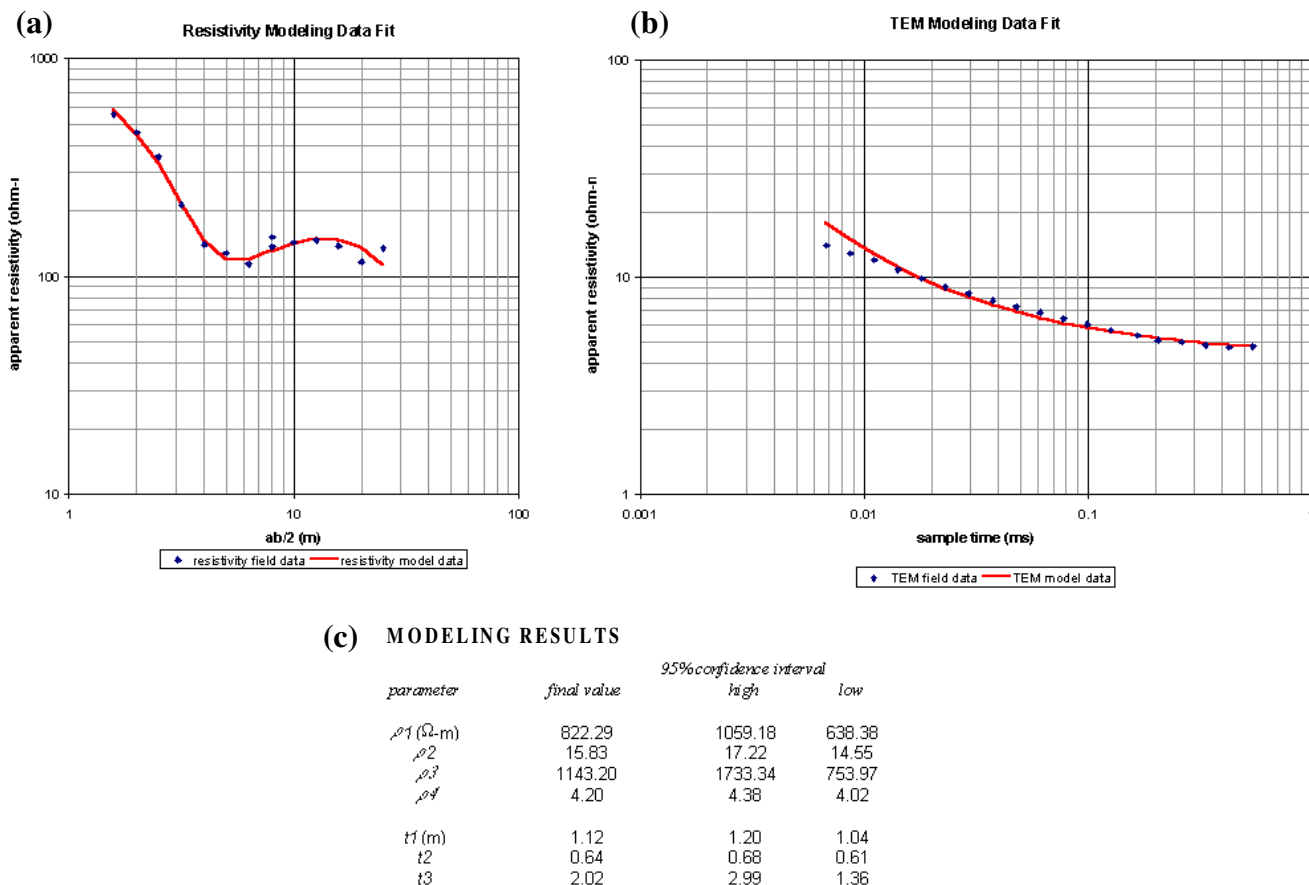 (a)
Resistivity Modeling Data Fit
1000
100
10
1
10
100
apparent resistivity (ohm-
ab/2 (m)
resistivity field data
resistivity model data
(b)
TEM Modeling Data Fit
100
10
1
0.001
0.01
0.1
apparent resistivity (ohm-
sample time (ms)
TEM field data
TEM model data
(c) MODELING RESULTS
95% confidence interval
parameter final value high low
ρ1 (Ω-m) 822.29 1059.18 638.38
ρ2 15.83 17.22 14.55
ρ3 1143.20 1733.34 753.97
ρ4 4.20 4.38 4.02
t1 (m) 1.12 1.20 1.04
t2 0.64 0.68 0.61
t3 2.02 2.99 1.36